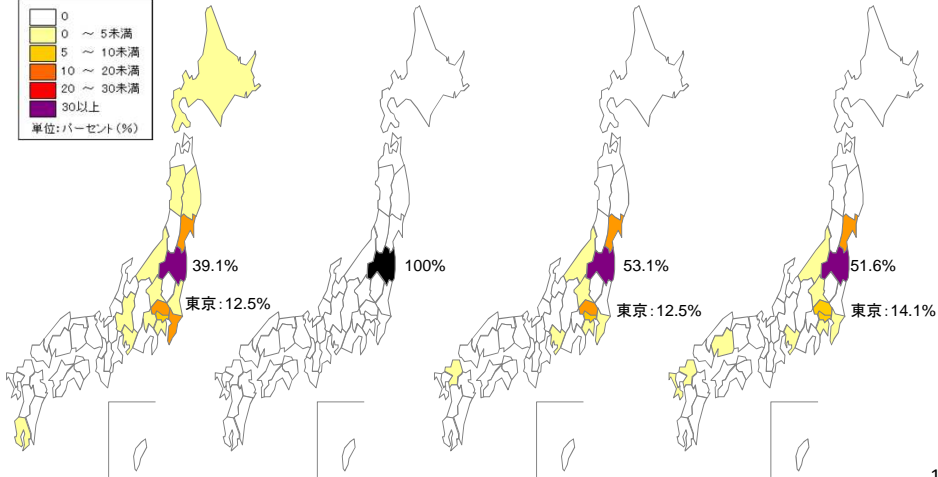 0
0 ～ 5未満
5 ～ 10未満
10 ～ 20未満
20 ～ 30未満
30以上
単位：パーセント（％）
39.1%
東京：12.5%
100%
53.1%
東京：12.5%
51.6%
東京：14.1%
1